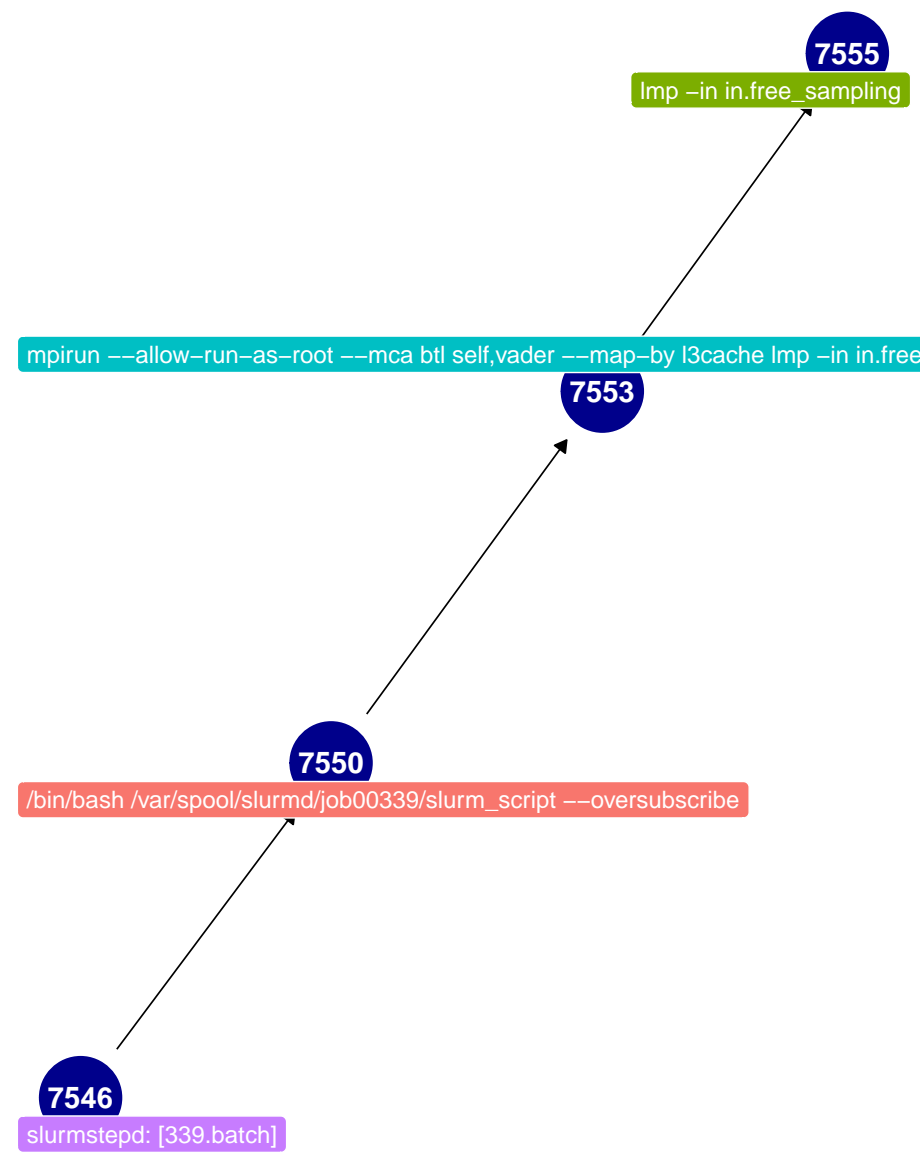 7555
lmp −in in.free_sampling
mpirun −−allow−run−as−root −−mca btl self,vader −−map−by l3cache lmp −in in.free
7553
7550
/bin/bash /var/spool/slurmd/job00339/slurm_script −−oversubscribe
7546
slurmstepd: [339.batch]